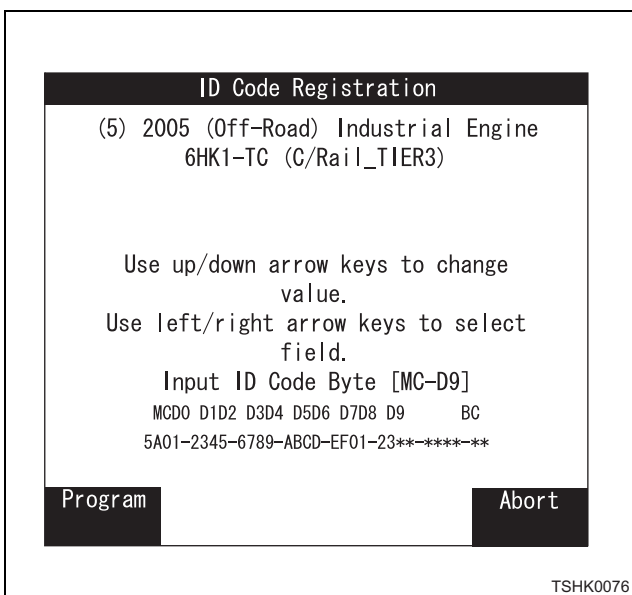 ID Code Registration
(5) 2005 (Off-Road) Industrial Engine
6HK1-TC (C/Rail_TIER3)
Use up/down arrow keys to change
value.
Use left/right arrow keys to select
field.
Input ID Code Byte [MC-D9]
MCD0 D1D2 D3D4 D5D6 D7D8 D9 BC
5A01-2345-6789-ABCD-EF01-23**-****-**
Program Abort
TSHK0076